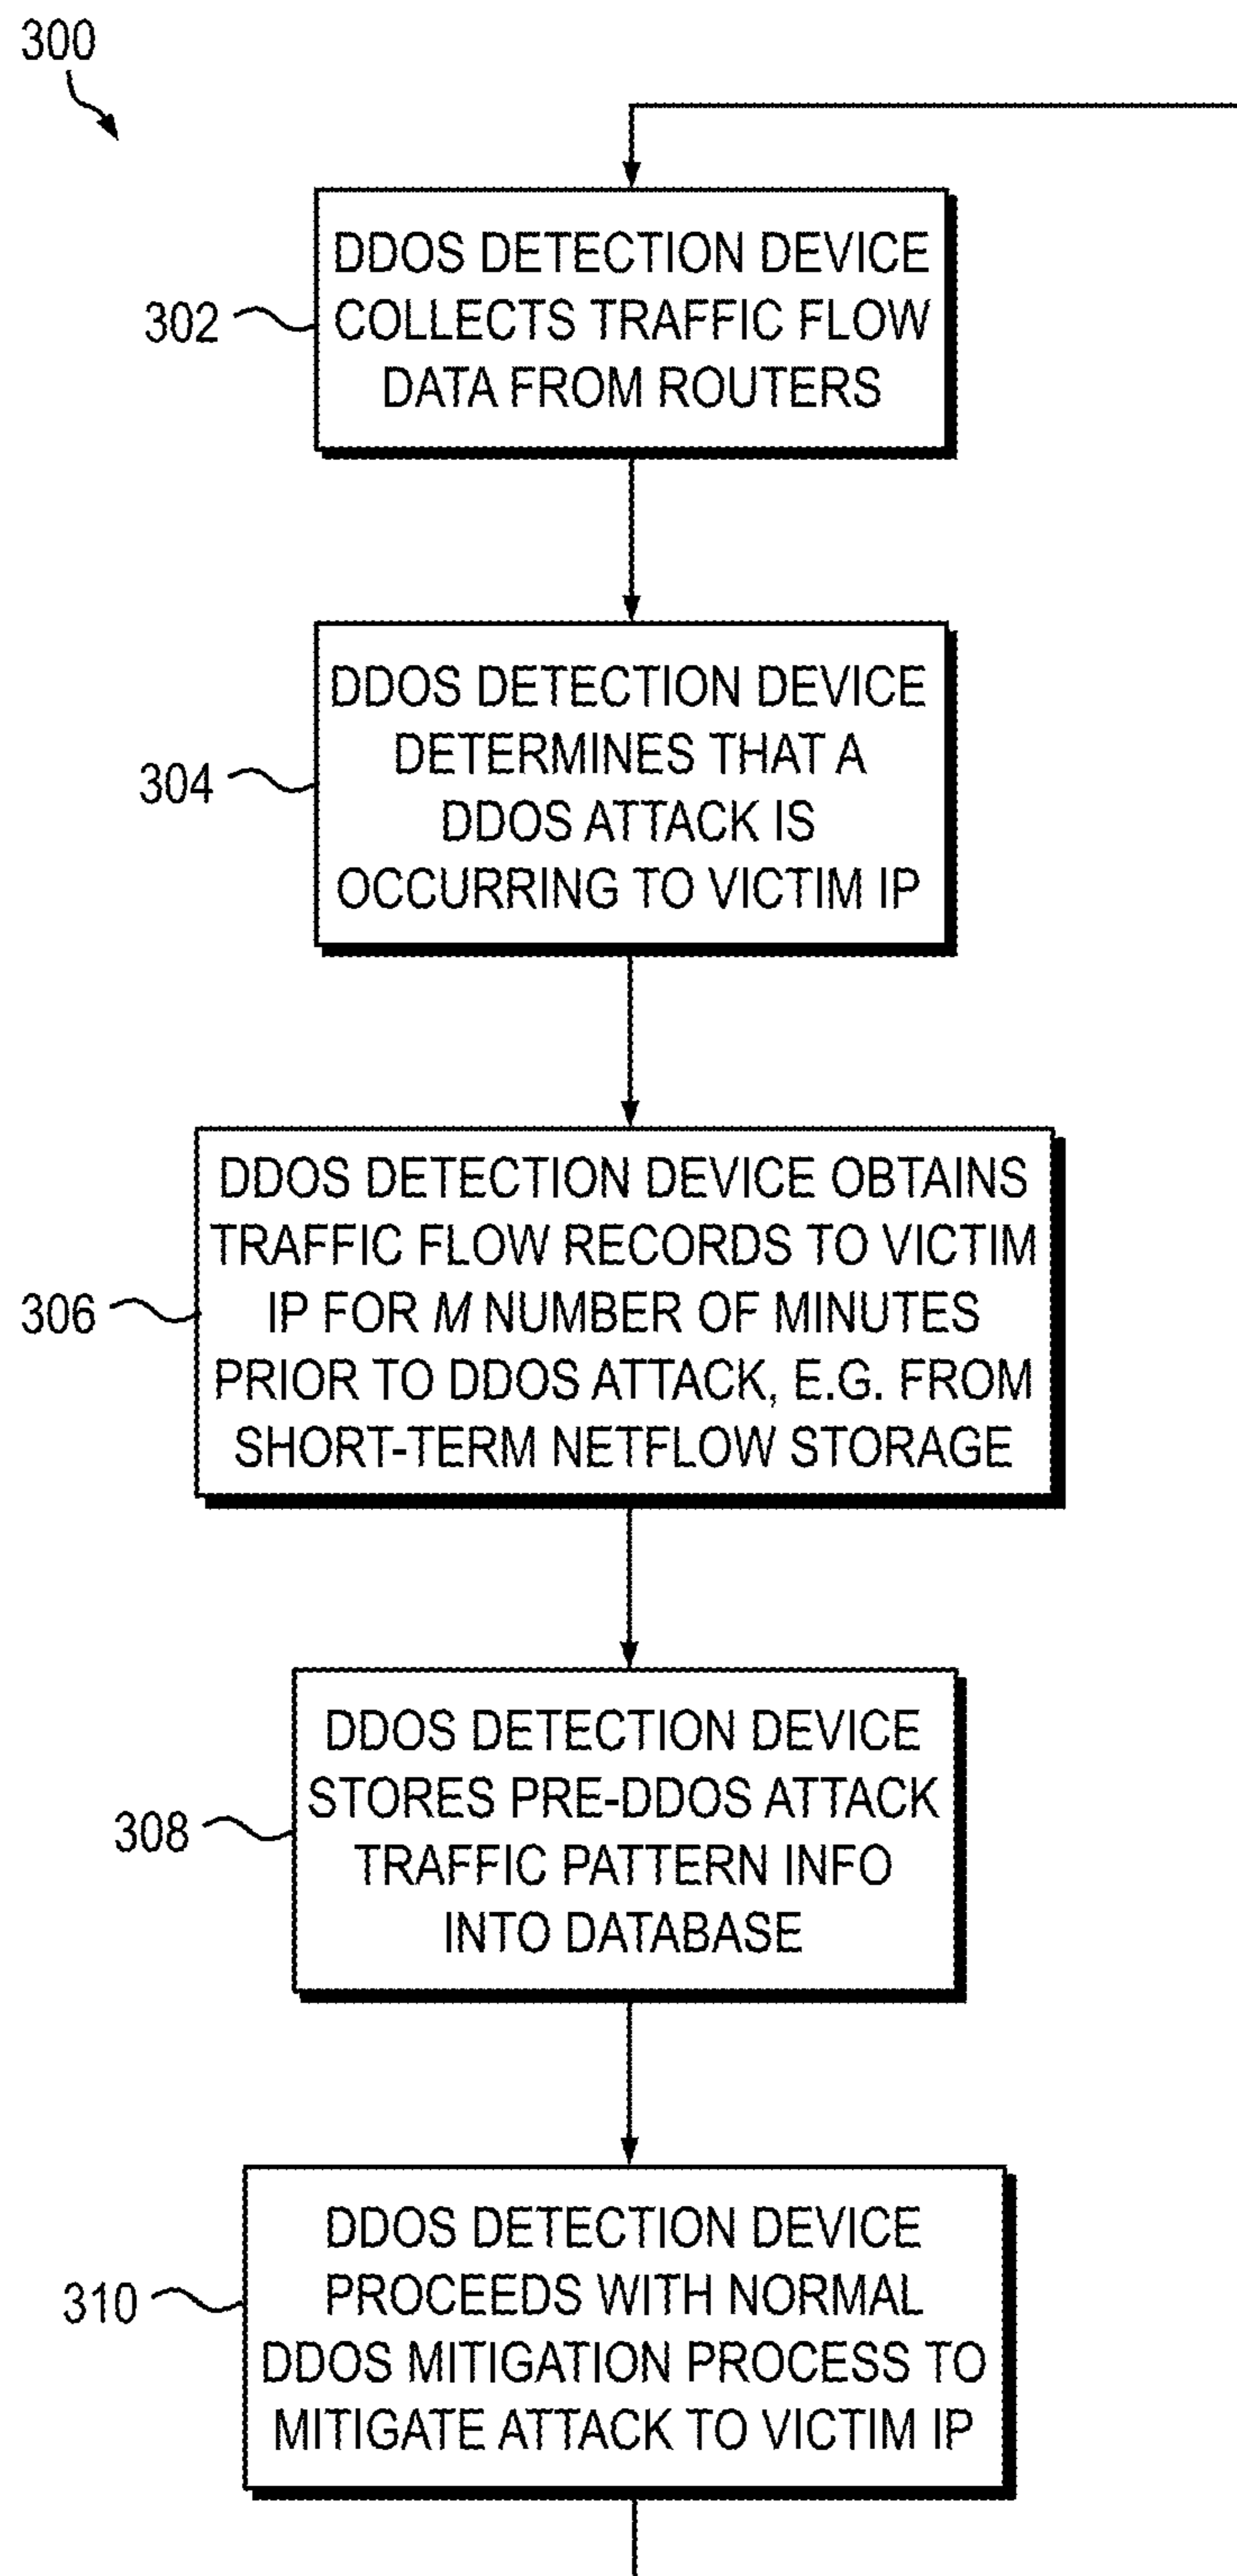 300
302
DDOS DETECTION DEVICE
COLLECTS TRAFFIC FLOW
DATA FROM ROUTERS
304
DDOS DETECTION DEVICE
DETERMINES THAT A
DDOS ATTACK IS
OCCURRING TO VICTIM IP
306
DDOS DETECTION DEVICE OBTAINS
TRAFFIC FLOW RECORDS TO VICTIM
IP FOR M NUMBER OF MINUTES
PRIOR TO DDOS ATTACK, E.G. FROM
SHORT-TERM NETFLOW STORAGE
308
DDOS DETECTION DEVICE
STORES PRE-DDOS ATTACK
TRAFFIC PATTERN INFO
INTO DATABASE
310
DDOS DETECTION DEVICE
PROCEEDS WITH NORMAL
DDOS MITIGATION PROCESS TO
MITIGATE ATTACK TO VICTIM IP